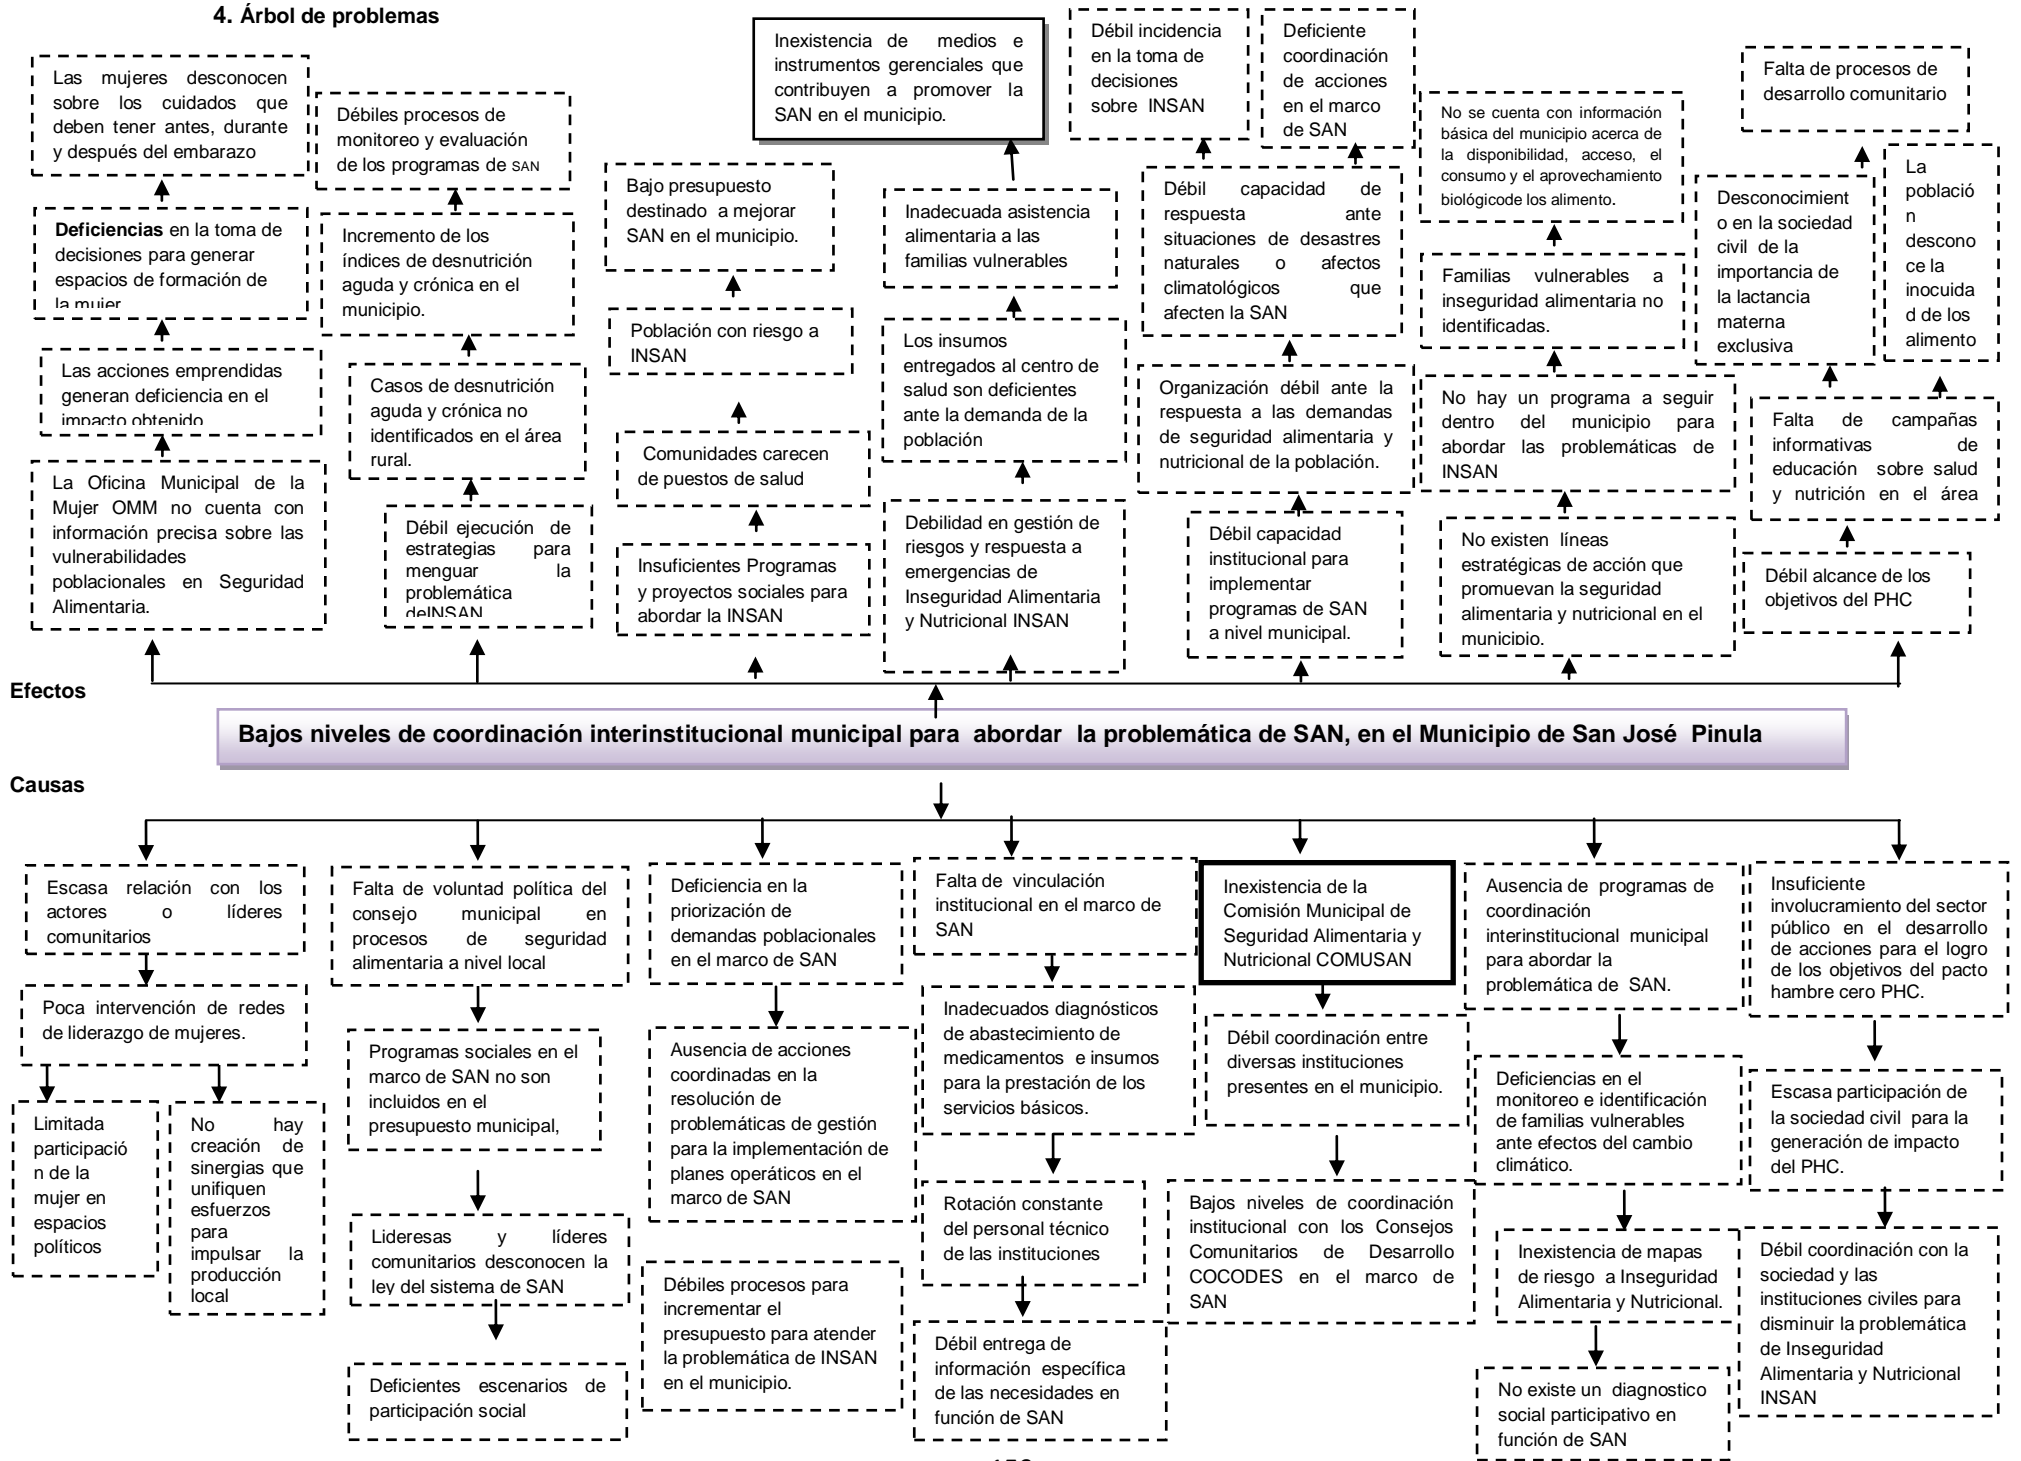 4. Árbol de problemas
Las mujeres desconocen
sobre los cuidados que
deben tener antes, durante
y después del embarazo
Deficiencias en la toma de
decisiones para generar
espacios de formación de
la mujer
Las acciones emprendidas
generan deficiencia en el
impacto obtenido
La Oficina Municipal de la
Mujer OMM no cuenta con
información precisa sobre las
vulnerabilidades
poblacionales en Seguridad
Alimentaria.
Débiles procesos de
monitoreo y evaluación
de los programas de SAN
Incremento de los
índices de desnutrición
aguda y crónica en el
municipio.
Casos de desnutrición
aguda y crónica no
identificados en el área
rural.
Débil ejecución de
estrategias para
menguar la
problemática
deINSAN
Bajo presupuesto
destinado a mejorar
SAN en el municipio.
Población con riesgo a
INSAN
Comunidades carecen
de puestos de salud
Insuficientes Programas
y proyectos sociales para
abordar la INSAN
Inexistencia de medios e
instrumentos gerenciales que
contribuyen a promover la
SAN en el municipio.
Inadecuada asistencia
alimentaria a las
familias vulnerables
Los insumos
entregados al centro de
salud son deficientes
ante la demanda de la
población
Debilidad en gestión de
riesgos y respuesta a
emergencias de
Inseguridad Alimentaria
y Nutricional INSAN
Débil incidencia
en la toma de
decisiones
sobre INSAN
Deficiente
coordinación
de acciones
en el marco
de SAN
Débil capacidad de
respuesta ante
situaciones de desastres
naturales o afectos
climatológicos que
afecten la SAN
Organización débil ante la
respuesta a las demandas
de seguridad alimentaria y
nutricional de la población.
Débil capacidad
institucional para
implementar
programas de SAN
a nivel municipal.
No se cuenta con información
básica del municipio acerca de
la disponibilidad, acceso, el
consumo y el aprovechamiento
biológicode los alimento.
Familias vulnerables a
inseguridad alimentaria no
identificadas.
No hay un programa a seguir
dentro del municipio para
abordar las problemáticas de
INSAN
No existen líneas
estratégicas de acción que
promuevan la seguridad
alimentaria y nutricional en el
municipio.
Falta de procesos de
desarrollo comunitario
Desconocimient
o en la sociedad
civil de la
importancia de
la lactancia
materna
exclusiva
La
població
n
descono
ce la
inocuida
d de los
alimento
Falta de campañas
informativas de
educación sobre salud
y nutrición en el área
Débil alcance de los
objetivos del PHC
Efectos
Bajos niveles de coordinación interinstitucional municipal para abordar la problemática de SAN, en el Municipio de San José Pinula
Causas
Escasa relación con los
actores o líderes
comunitarios
Poca intervención de redes
de liderazgo de mujeres.
Limitada
participació
n de la
mujer en
espacios
políticos
No hay
creación de
sinergias que
unifiquen
esfuerzos
para
impulsar la
producción
local
Falta de voluntad política del
consejo municipal en
procesos de seguridad
alimentaria a nivel local
Programas sociales en el
marco de SAN no son
incluidos en el
presupuesto municipal,
Lideresas y líderes
comunitarios desconocen la
ley del sistema de SAN
Deficientes escenarios de
participación social
Deficiencia en la
priorización de
demandas poblacionales
en el marco de SAN
Ausencia de acciones
coordinadas en la
resolución de
problemáticas de gestión
para la implementación de
planes operáticos en el
marco de SAN
Débiles procesos para
incrementar el
presupuesto para atender
la problemática de INSAN
en el municipio.
Falta de vinculación
institucional en el marco de
SAN
Inadecuados diagnósticos
de abastecimiento de
medicamentos e insumos
para la prestación de los
servicios básicos.
Rotación constante
del personal técnico
de las instituciones
Débil entrega de
información específica
de las necesidades en
función de SAN
Inexistencia de la
Comisión Municipal de
Seguridad Alimentaria y
Nutricional COMUSAN
Débil coordinación entre
diversas instituciones
presentes en el municipio.
Bajos niveles de coordinación
institucional con los Consejos
Comunitarios de Desarrollo
COCODES en el marco de
SAN
Ausencia de programas de
coordinación
interinstitucional municipal
para abordar la
problemática de SAN.
Deficiencias en el
monitoreo e identificación
de familias vulnerables
ante efectos del cambio
climático.
Inexistencia de mapas
de riesgo a Inseguridad
Alimentaria y Nutricional.
No existe un diagnostico
social participativo en
función de SAN
Insuficiente
involucramiento del sector
público en el desarrollo
de acciones para el logro
de los objetivos del pacto
hambre cero PHC.
Escasa participación de
la sociedad civil para la
generación de impacto
del PHC.
Débil coordinación con la
sociedad y las
instituciones civiles para
disminuir la problemática
de Inseguridad
Alimentaria y Nutricional
INSAN